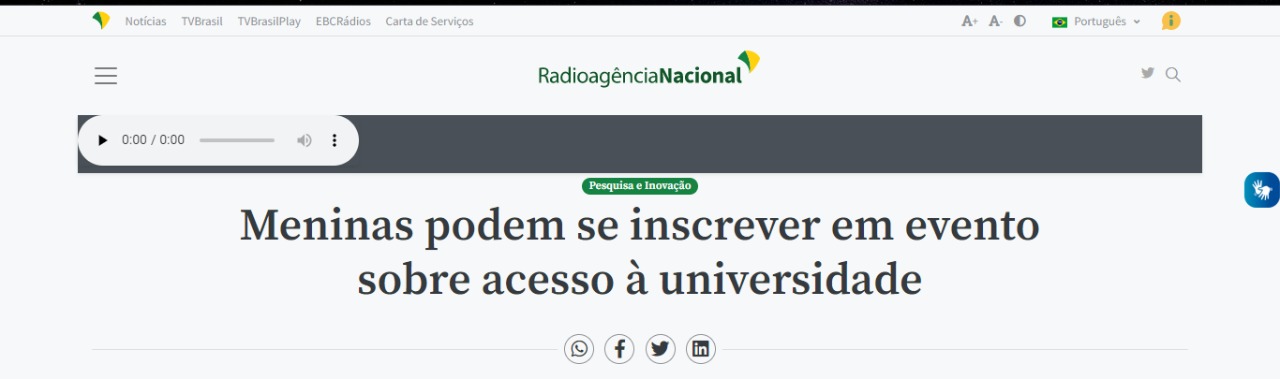 Notícias TVBrasil TVBrasilPlay EBCRádios Carta de Serviços A+ A- Português i
RadioagênciaNacional
0:00 / 0:00
Pesquisa e Inovação
Meninas podem se inscrever em evento
sobre acesso à universidade